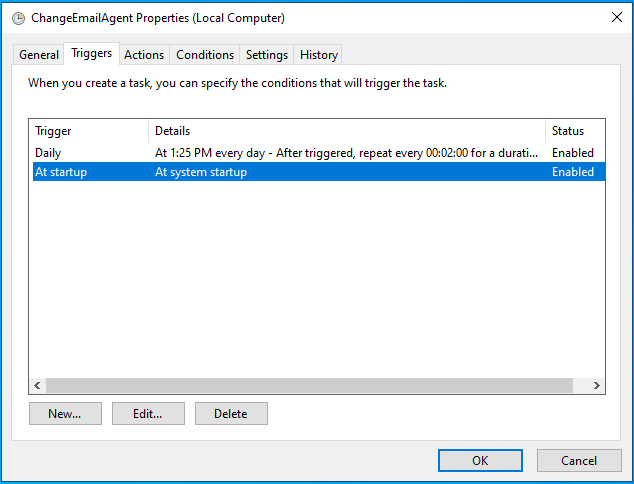 ChangeEmailAgent Properties (Local Computer)
General Triggers Actions Conditions Settings History
When you create a task, you can specify the conditions that will trigger the task.
Trigger Details Status
Daily At 1:25 PM every day - After triggered, repeat every 00:02:00 for a durati... Enabled
At startup At system startup Enabled
New... Edit... Delete
OK Cancel